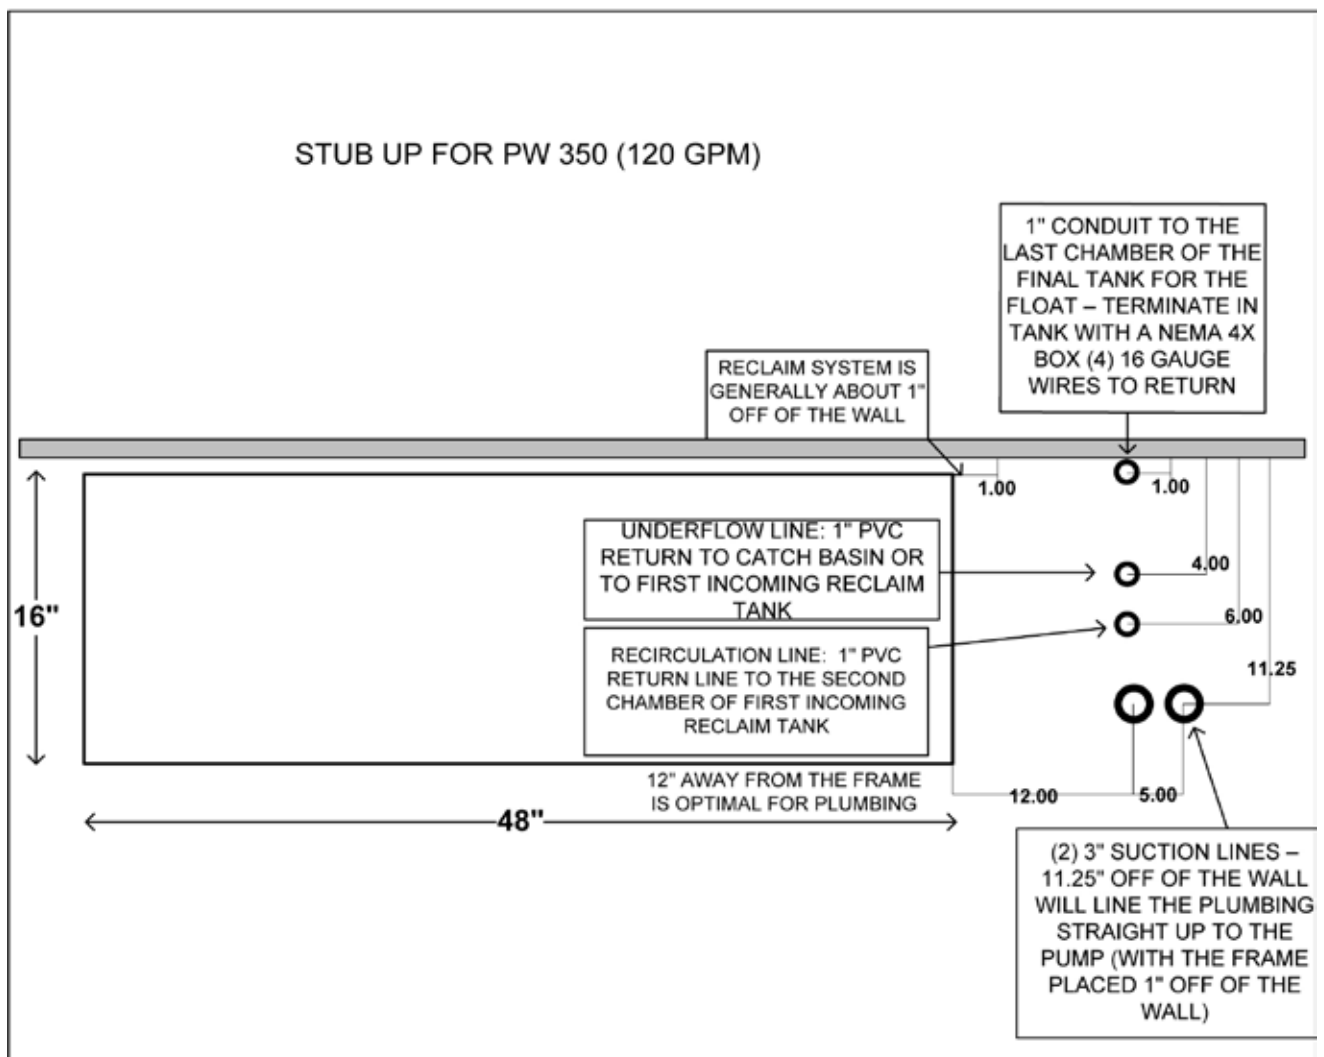 STUB UP FOR PW 350 (120 GPM)
1" CONDUIT TO THE
LAST CHAMBER OF THE
FINAL TANK FOR THE
FLOAT – TERMINATE IN
TANK WITH A NEMA 4X
BOX (4) 16 GAUGE
WIRES TO RETURN
RECLAIM SYSTEM IS
GENERALLY ABOUT 1"
OFF OF THE WALL
1.00
1.00
UNDERFLOW LINE: 1" PVC
RETURN TO CATCH BASIN OR
TO FIRST INCOMING RECLAIM
TANK
4.00
16"
6.00
RECIRCULATION LINE: 1" PVC
RETURN LINE TO THE SECOND
CHAMBER OF FIRST INCOMING
RECLAIM TANK
11.25
12" AWAY FROM THE FRAME
IS OPTIMAL FOR PLUMBING
12.00
5.00
48"
(2) 3" SUCTION LINES –
11.25" OFF OF THE WALL
WILL LINE THE PLUMBING
STRAIGHT UP TO THE
PUMP (WITH THE FRAME
PLACED 1" OFF OF THE
WALL)